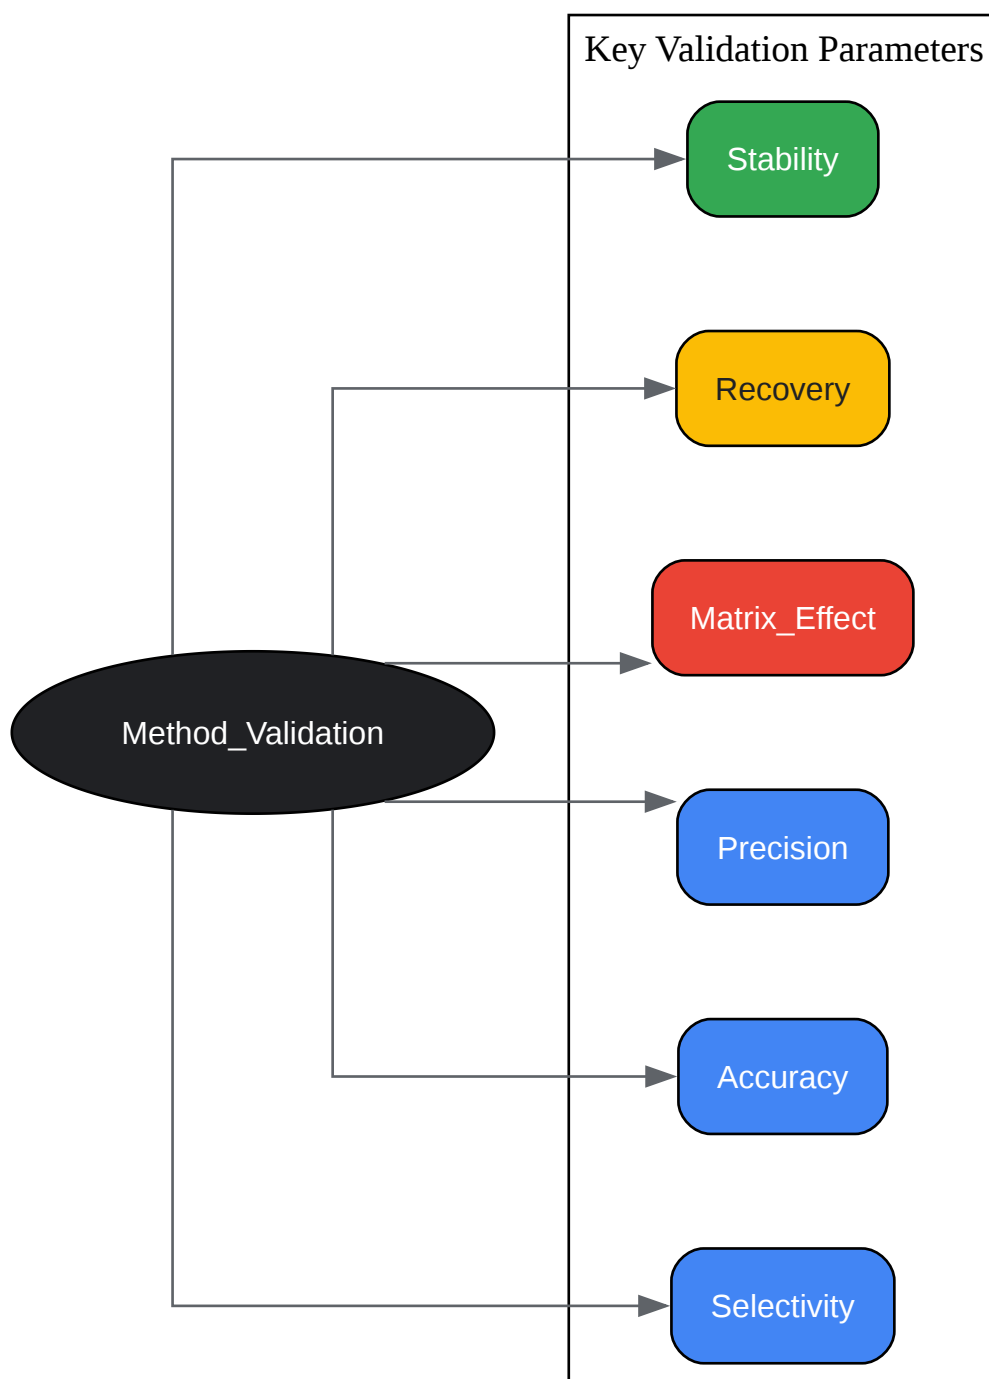 Key Validation Parameters
Stability
Recovery
Matrix_Effect
Method_Validation
Precision
Accuracy
Selectivity